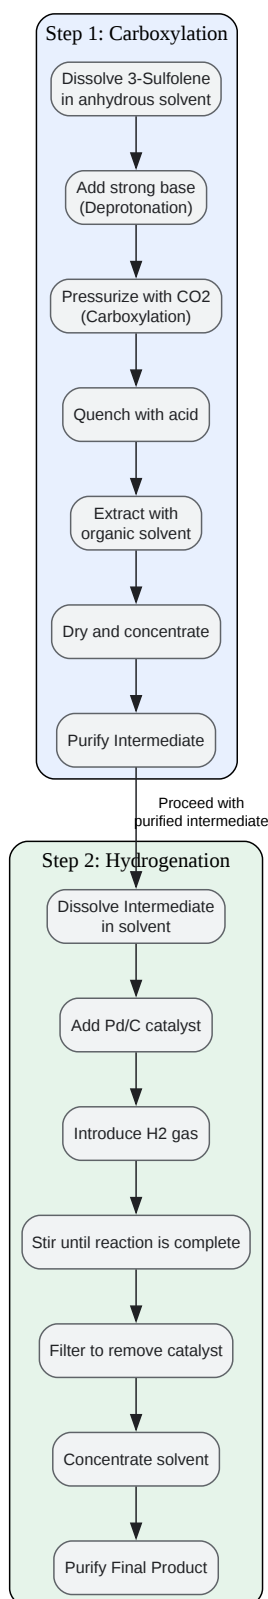 Step 1: Carboxylation
Dissolve 3-Sulfolene
in anhydrous solvent
Add strong base
(Deprotonation)
Pressurize with CO2
(Carboxylation)
Quench with acid
Extract with
organic solvent
Dry and concentrate
Purify Intermediate
Proceed with
purified intermediate
Step 2: Hydrogenation
Dissolve Intermediate
in solvent
Add Pd/C catalyst
Introduce H2 gas
Stir until reaction is complete
Filter to remove catalyst
Concentrate solvent
Purify Final Product